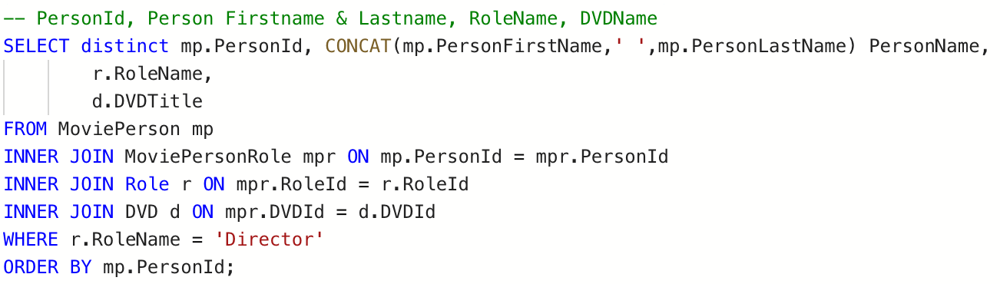 -- PersonId, Person Firstname & Lastname, RoleName, DVDName
SELECT distinct mp.PersonId, CONCAT(mp.PersonFirstName,' ',mp.PersonLastName) PersonName,
        r.RoleName,
        d.DVDTitle
FROM MoviePerson mp
INNER JOIN MoviePersonRole mpr ON mp.PersonId = mpr.PersonId
INNER JOIN Role r ON mpr.RoleId = r.RoleId
INNER JOIN DVD d ON mpr.DVDId = d.DVDId
WHERE r.RoleName = 'Director'
ORDER BY mp.PersonId;